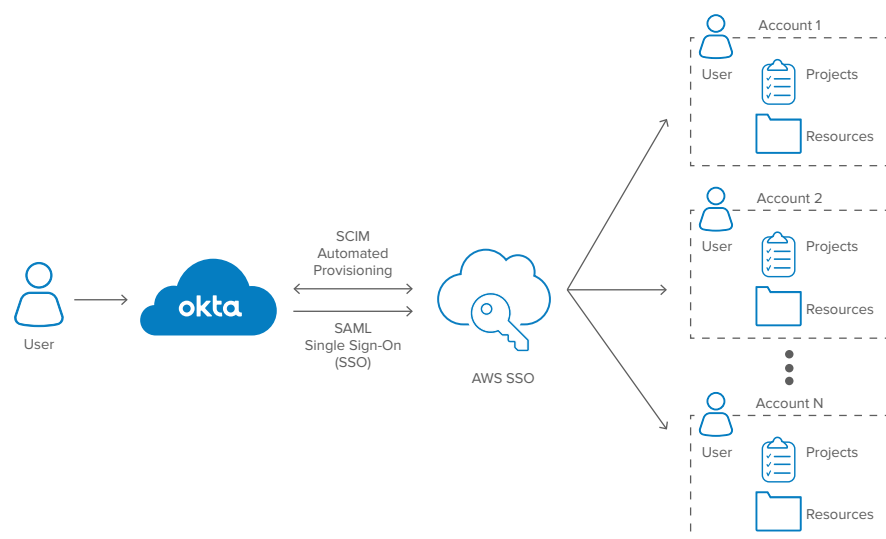 Account 1
User
Projects
Resources
SCIM
Automated
Provisioning
Account 2
User
Projects
Resources
okta
User
SAML
Single Sign-On
(SSO)
AWS SSO
Account N
User
Projects
Resources